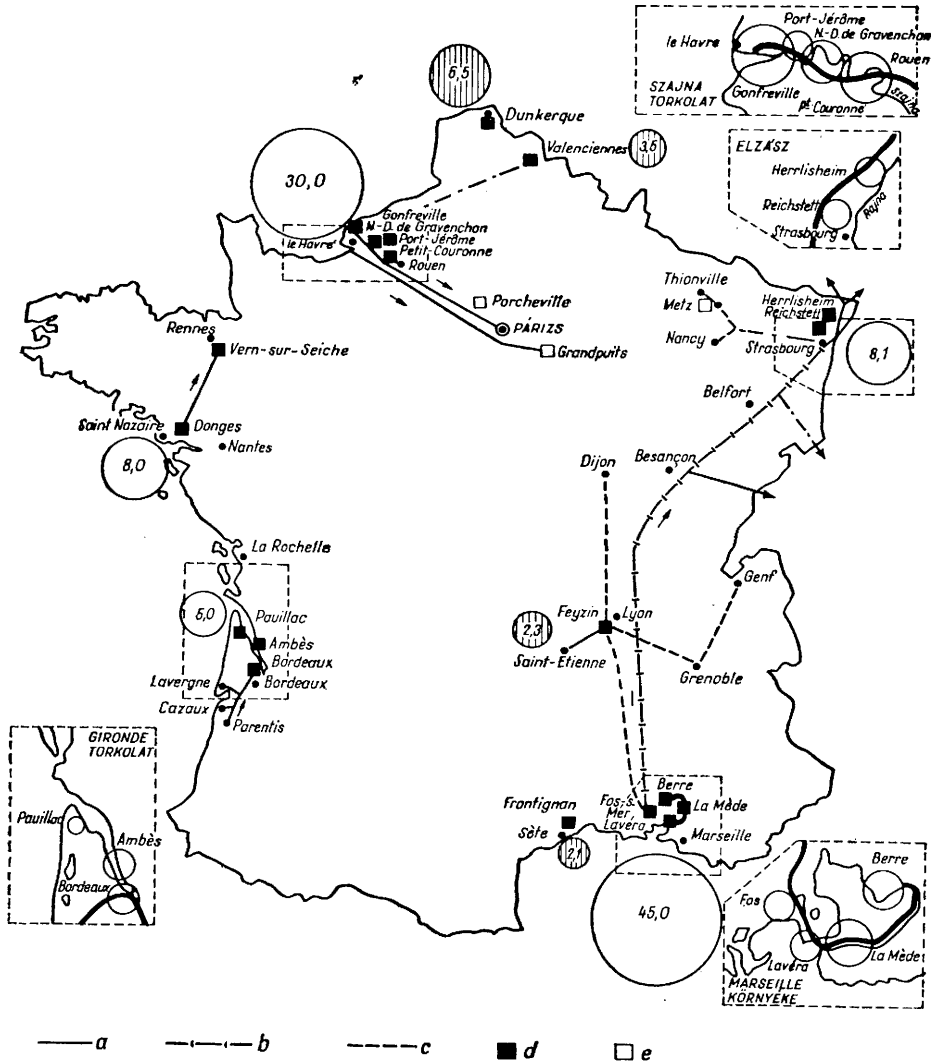 6,5
Dunkerque
Valenciennes
3,5
30,0
Gonfreville
N.-D. de Gravenchon
le Havre
Port-Jérôme
Petit-Couronne
Rouen
Porcheville
PÁRIZS
Grandpuits
Port-Jérôme
N.-D. de Gravenchon
le Havre
Rouen
Gonfreville
pt. Couronne
Szajna
SZAJNA
TORKOLAT
ELZÁSZ
Herrlisheim
Reichstett
Rajna
Strasbourg
Thionville
Metz
Nancy
Herrlisheim
Reichstett
Strasbourg
8,1
Belfort
Besançon
Dijon
Rennes
Vern-sur-Seiche
Saint Nazaire
Donges
Nantes
8,0
La Rochelle
Genf
Feyzin
Lyon
2,3
Saint-Etienne
Grenoble
Pauillac
Ambès
Bordeaux
Lavergne
Bordeaux
Cazaux
Parentis
GIRONDE
TORKOLAT
Pauillac
Ambès
Bordeaux
Berre
Fos-s.
Mer,
Lavéra
La Mède
Frontignan
Sète
Marseille
2,1
45,0
Berre
Fos
Lavéra
La Mède
MARSEILLE
KÖRNYÉKE
a
b
c
d
e